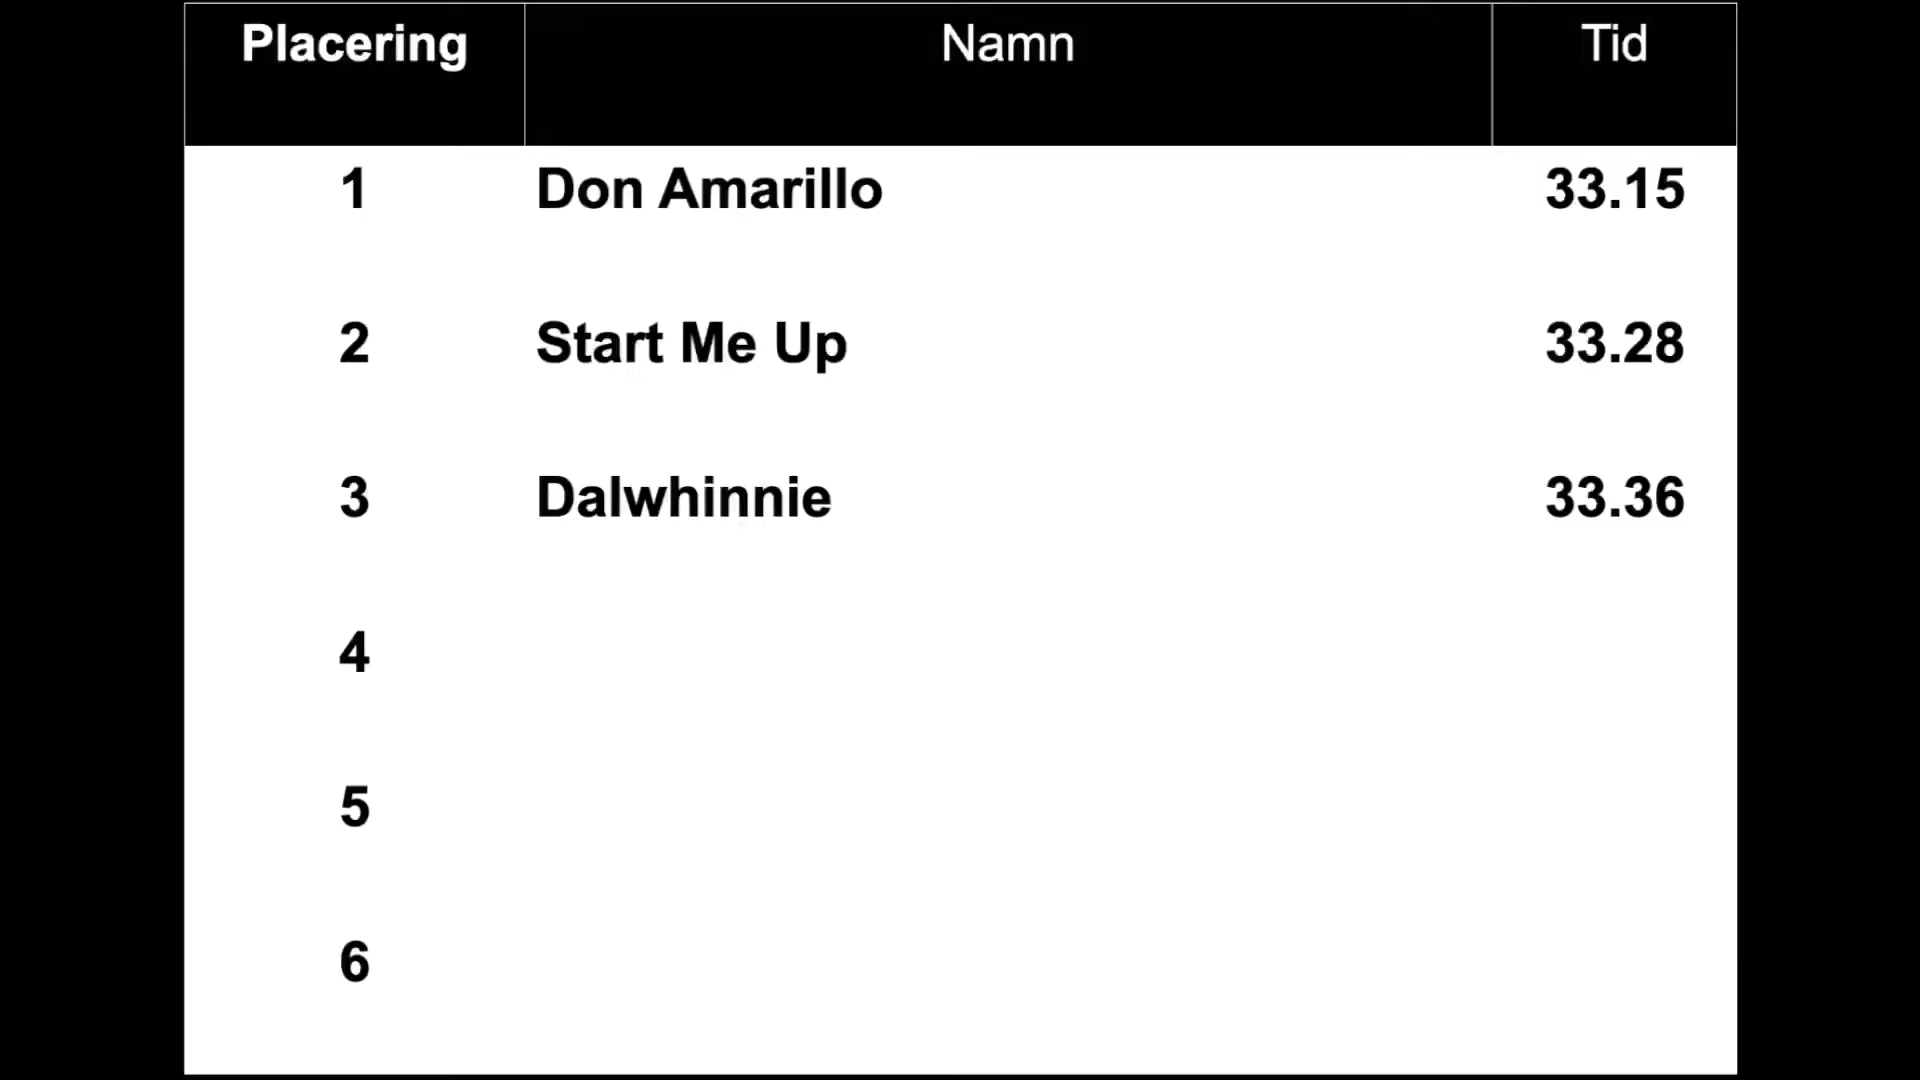 Placering Namn Tid
1 Don Amarillo 33.15
2 Start Me Up 33.28
3 Dalwhinnie 33.36
4
5
6